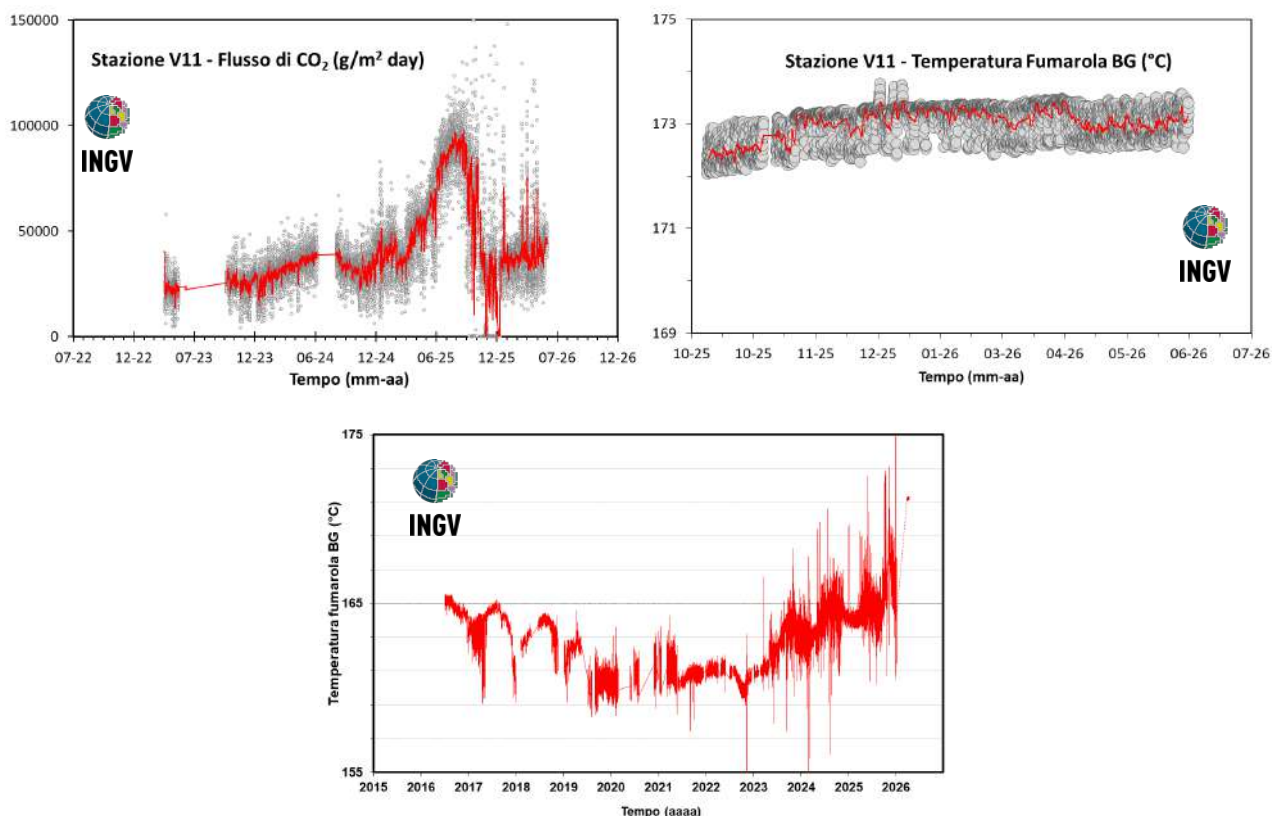 Stazione V11 - Flusso di CO₂ (g/m² day)
INGV
150000
100000
50000
0
07-22 12-22 07-23 12-23 06-24 12-24 06-25 12-25 07-26 12-26
Tempo (mm-aa)
Stazione V11 - Temperatura Fumarola BG (°C)
INGV
175
173
171
169
10-25 10-25 11-25 12-25 01-26 03-26 04-26 05-26 06-26 07-26
Tempo (mm-aa)
INGV
Temperatura fumarola BG (°C)
175
165
155
2015 2016 2017 2018 2019 2020 2021 2022 2023 2024 2025 2026
Tempo (aaaa)